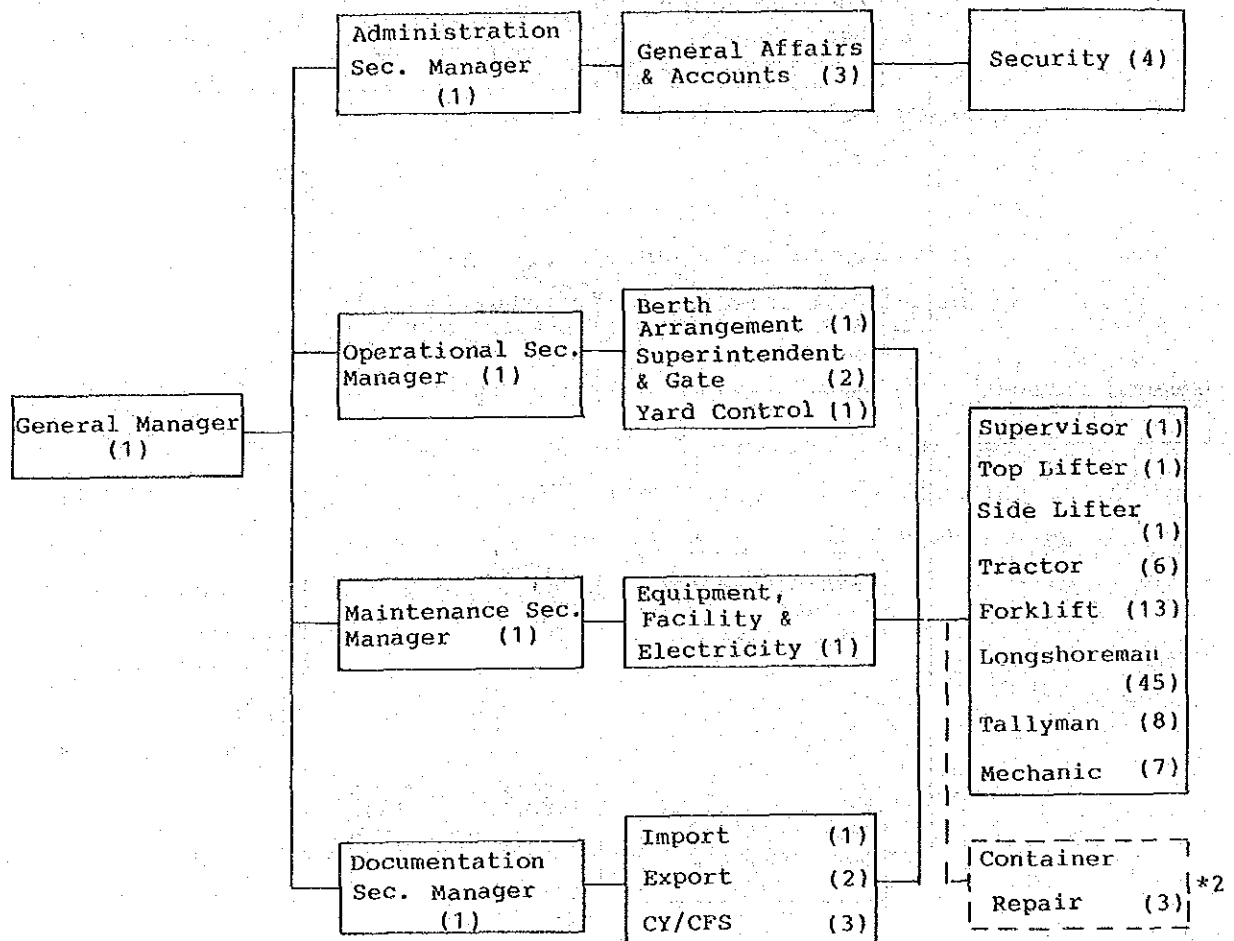 Administration
Sec. Manager
(1)
General Affairs
& Accounts (3)
Security (4)
General Manager
(1)
Operational Sec.
Manager (1)
Berth
Arrangement (1)
Superintendent
& Gate (2)
Yard Control (1)
Maintenance Sec.
Manager (1)
Equipment,
Facility &
Electricity (1)
Supervisor (1)
Top Lifter (1)
Side Lifter
(1)
Tractor (6)
Forklift (13)
Longshoreman
(45)
Tallyman (8)
Mechanic (7)
Documentation
Sec. Manager
(1)
Import (1)
Export (2)
CY/CFS (3)
Container
Repair (3)
*2